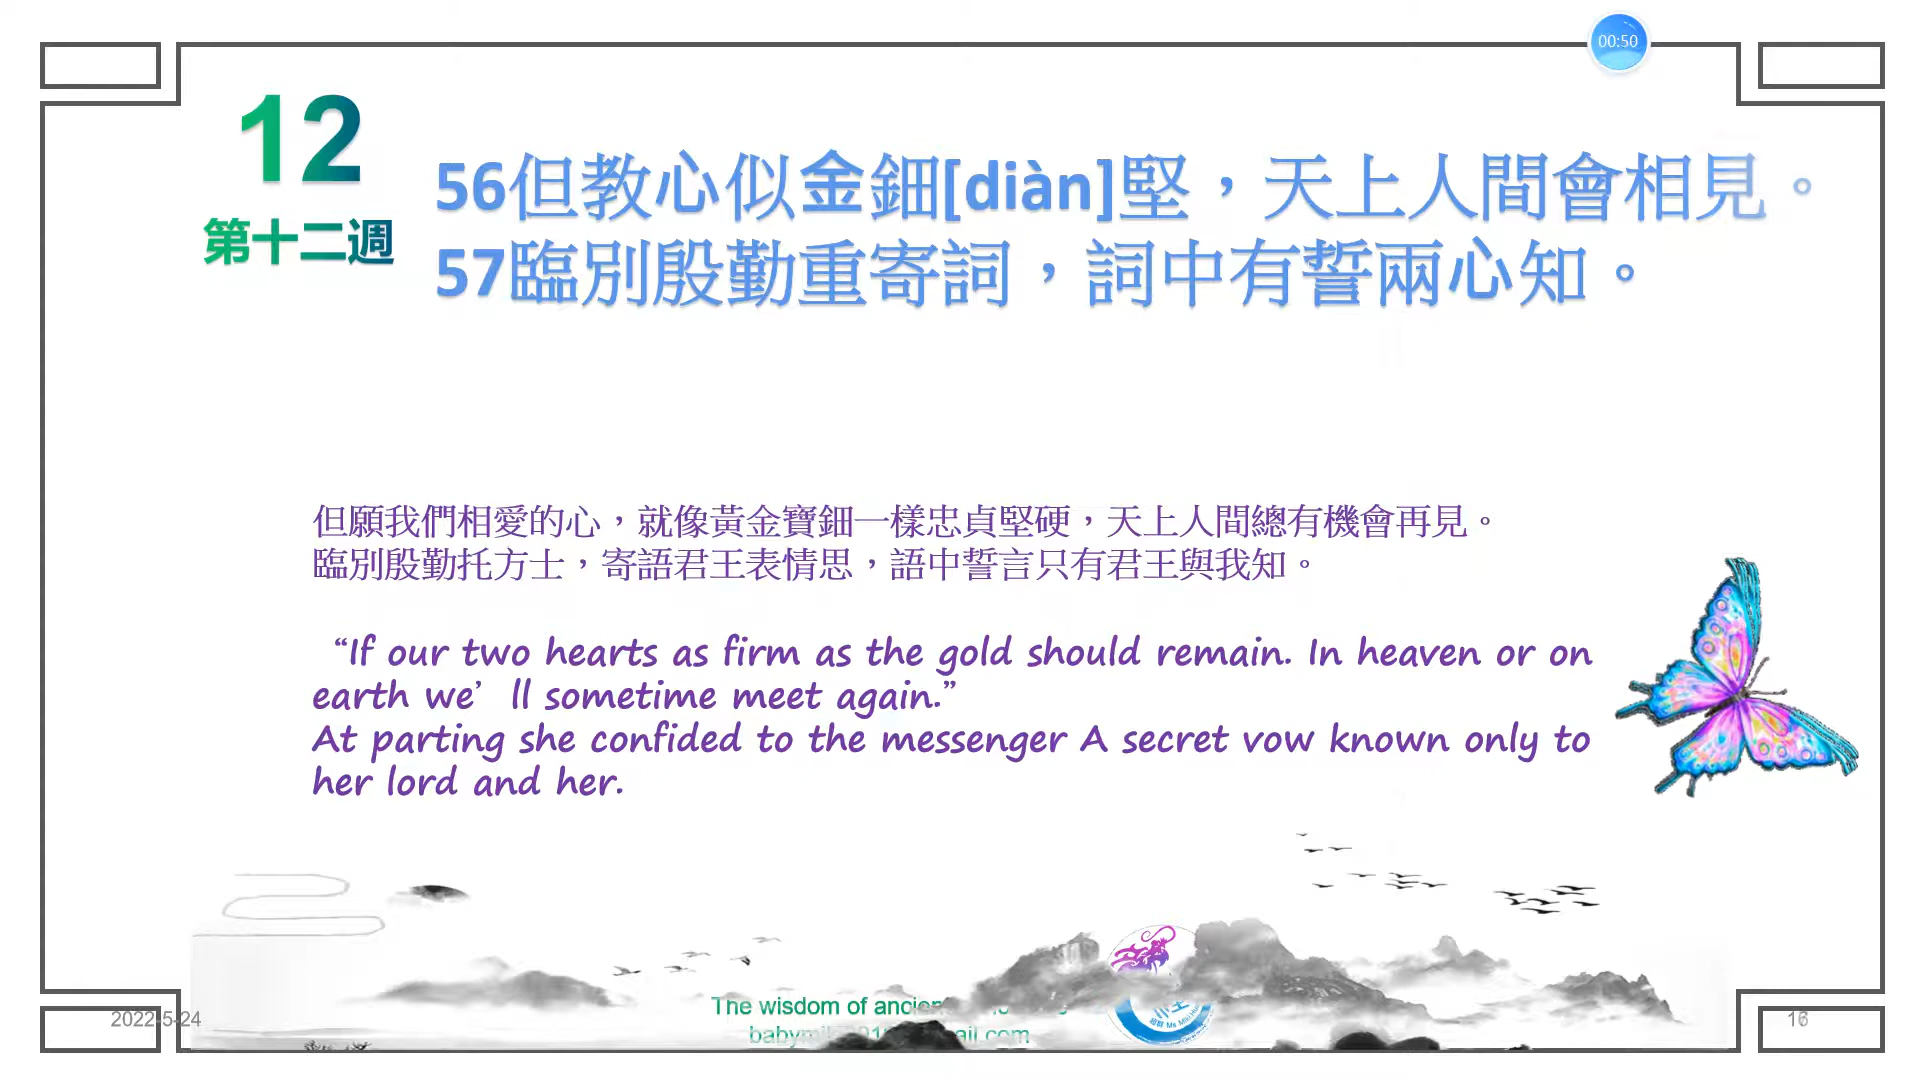 00:50
12
第十二週
56但教心似金鈿[diàn]堅，天上人間會相見。
57臨別殷勤重寄詞，詞中有誓兩心知。
但願我們相愛的心，就像黃金寶鈿一樣忠貞堅硬，天上人間總有機會再見。
臨別殷勤托方士，寄語君王表情思，語中誓言只有君王與我知。
“If our two hearts as firm as the gold should remain. In heaven or on
earth we’ll sometime meet again.”
At parting she confided to the messenger A secret vow known only to
her lord and her.
The wisdom of
2022-5-24